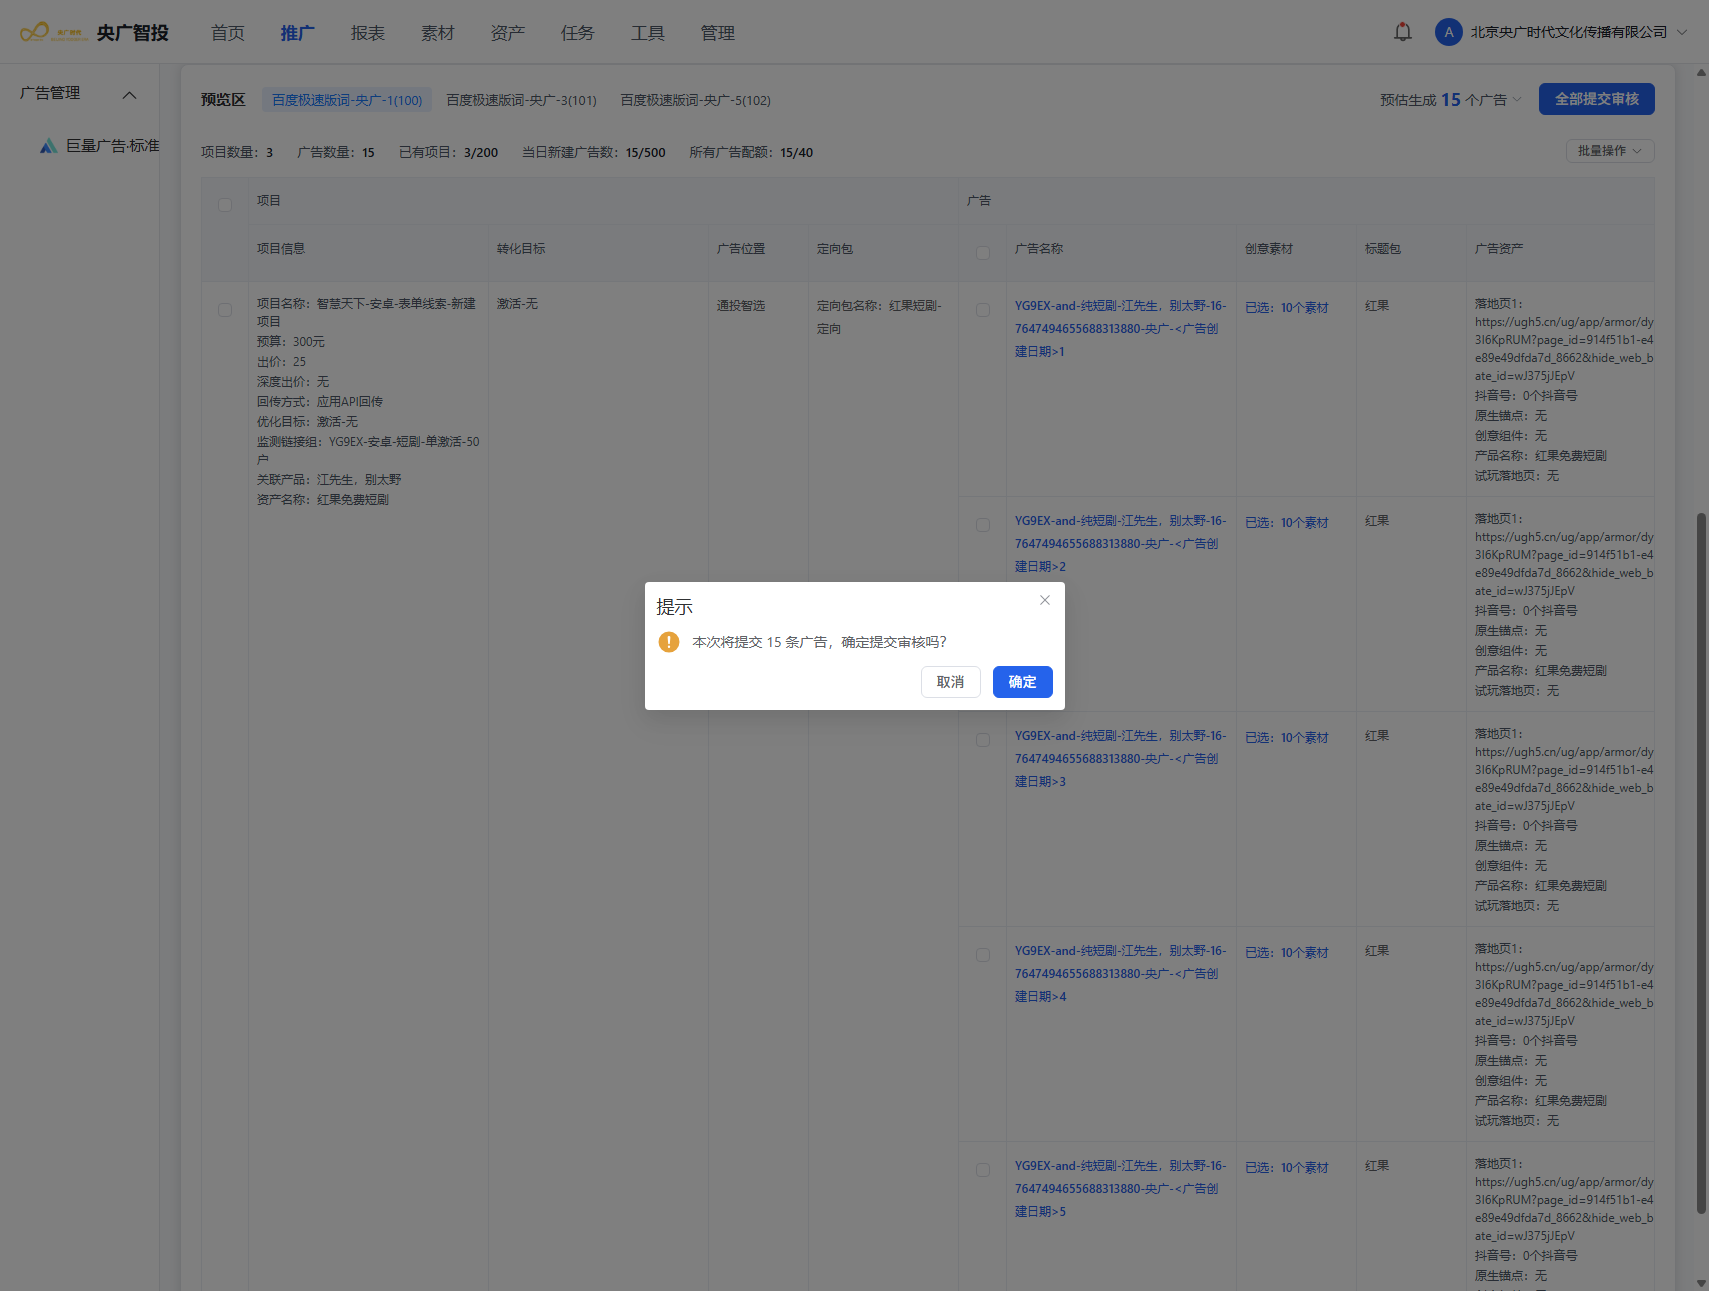 央广智投
首页
推广
报表
素材
资产
任务
工具
管理
A
北京央广时代文化传播有限公司
广告管理
巨量广告·标准
预览区
百度极速版词-央广-1(100)
百度极速版词-央广-3(101)
百度极速版词-央广-5(102)
预估生成 15 个广告
全部提交审核
项目数量：3
广告数量：15
已有项目：3/200
当日新建广告数：15/500
所有广告配额：15/40
批量操作
项目
广告
项目信息
转化目标
广告位置
定向包
广告名称
创意素材
标题包
广告资产
项目名称：智慧天下-安卓-表单线索-新建
项目
预算：300元
出价：25
深度出价：无
回传方式：应用API回传
优化目标：激活-无
监测链接组：YG9EX-安卓-短剧-单激活-50
户
关联产品：江先生，别太野
资产名称：红果免费短剧
激活-无
通投智选
定向包名称：红果短剧-
定向
YG9EX-and-纯短剧-江先生，别太野-16-
7647494655688313880-央广-<广告创
建日期>1
已选：10个素材
红果
落地页1：
https://ugh5.cn/ug/app/armor/dy
3I6KpRUM?page_id=914f51b1-e4
e89e49dfda7d_8662&hide_web_b
ate_id=wJ375jJEpV
抖音号：0个抖音号
原生锚点：无
创意组件：无
产品名称：红果免费短剧
试玩落地页：无
YG9EX-and-纯短剧-江先生，别太野-16-
7647494655688313880-央广-<广告创
建日期>2
已选：10个素材
红果
落地页1：
https://ugh5.cn/ug/app/armor/dy
3I6KpRUM?page_id=914f51b1-e4
e89e49dfda7d_8662&hide_web_b
ate_id=wJ375jJEpV
抖音号：0个抖音号
原生锚点：无
创意组件：无
产品名称：红果免费短剧
试玩落地页：无
提示
本次将提交 15 条广告，确定提交审核吗？
取消
确定
YG9EX-and-纯短剧-江先生，别太野-16-
7647494655688313880-央广-<广告创
建日期>3
已选：10个素材
红果
落地页1：
https://ugh5.cn/ug/app/armor/dy
3I6KpRUM?page_id=914f51b1-e4
e89e49dfda7d_8662&hide_web_b
ate_id=wJ375jJEpV
抖音号：0个抖音号
原生锚点：无
创意组件：无
产品名称：红果免费短剧
试玩落地页：无
YG9EX-and-纯短剧-江先生，别太野-16-
7647494655688313880-央广-<广告创
建日期>4
已选：10个素材
红果
落地页1：
https://ugh5.cn/ug/app/armor/dy
3I6KpRUM?page_id=914f51b1-e4
e89e49dfda7d_8662&hide_web_b
ate_id=wJ375jJEpV
抖音号：0个抖音号
原生锚点：无
创意组件：无
产品名称：红果免费短剧
试玩落地页：无
YG9EX-and-纯短剧-江先生，别太野-16-
7647494655688313880-央广-<广告创
建日期>5
已选：10个素材
红果
落地页1：
https://ugh5.cn/ug/app/armor/dy
3I6KpRUM?page_id=914f51b1-e4
e89e49dfda7d_8662&hide_web_b
ate_id=wJ375jJEpV
抖音号：0个抖音号
原生锚点：无